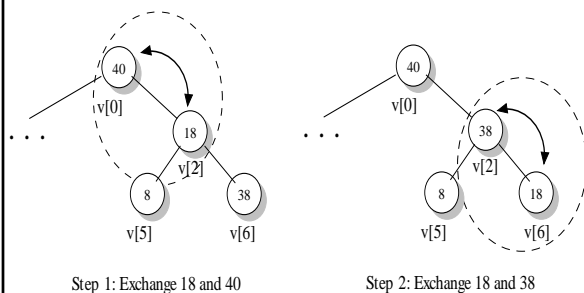 40
v[0]
. . .
18
v[2]
8
38
v[5]
v[6]
Step 1: Exchange 18 and 40
40
v[0]
. . .
38
v[2]
8
18
v[5]
v[6]
Step 2: Exchange 18 and 38